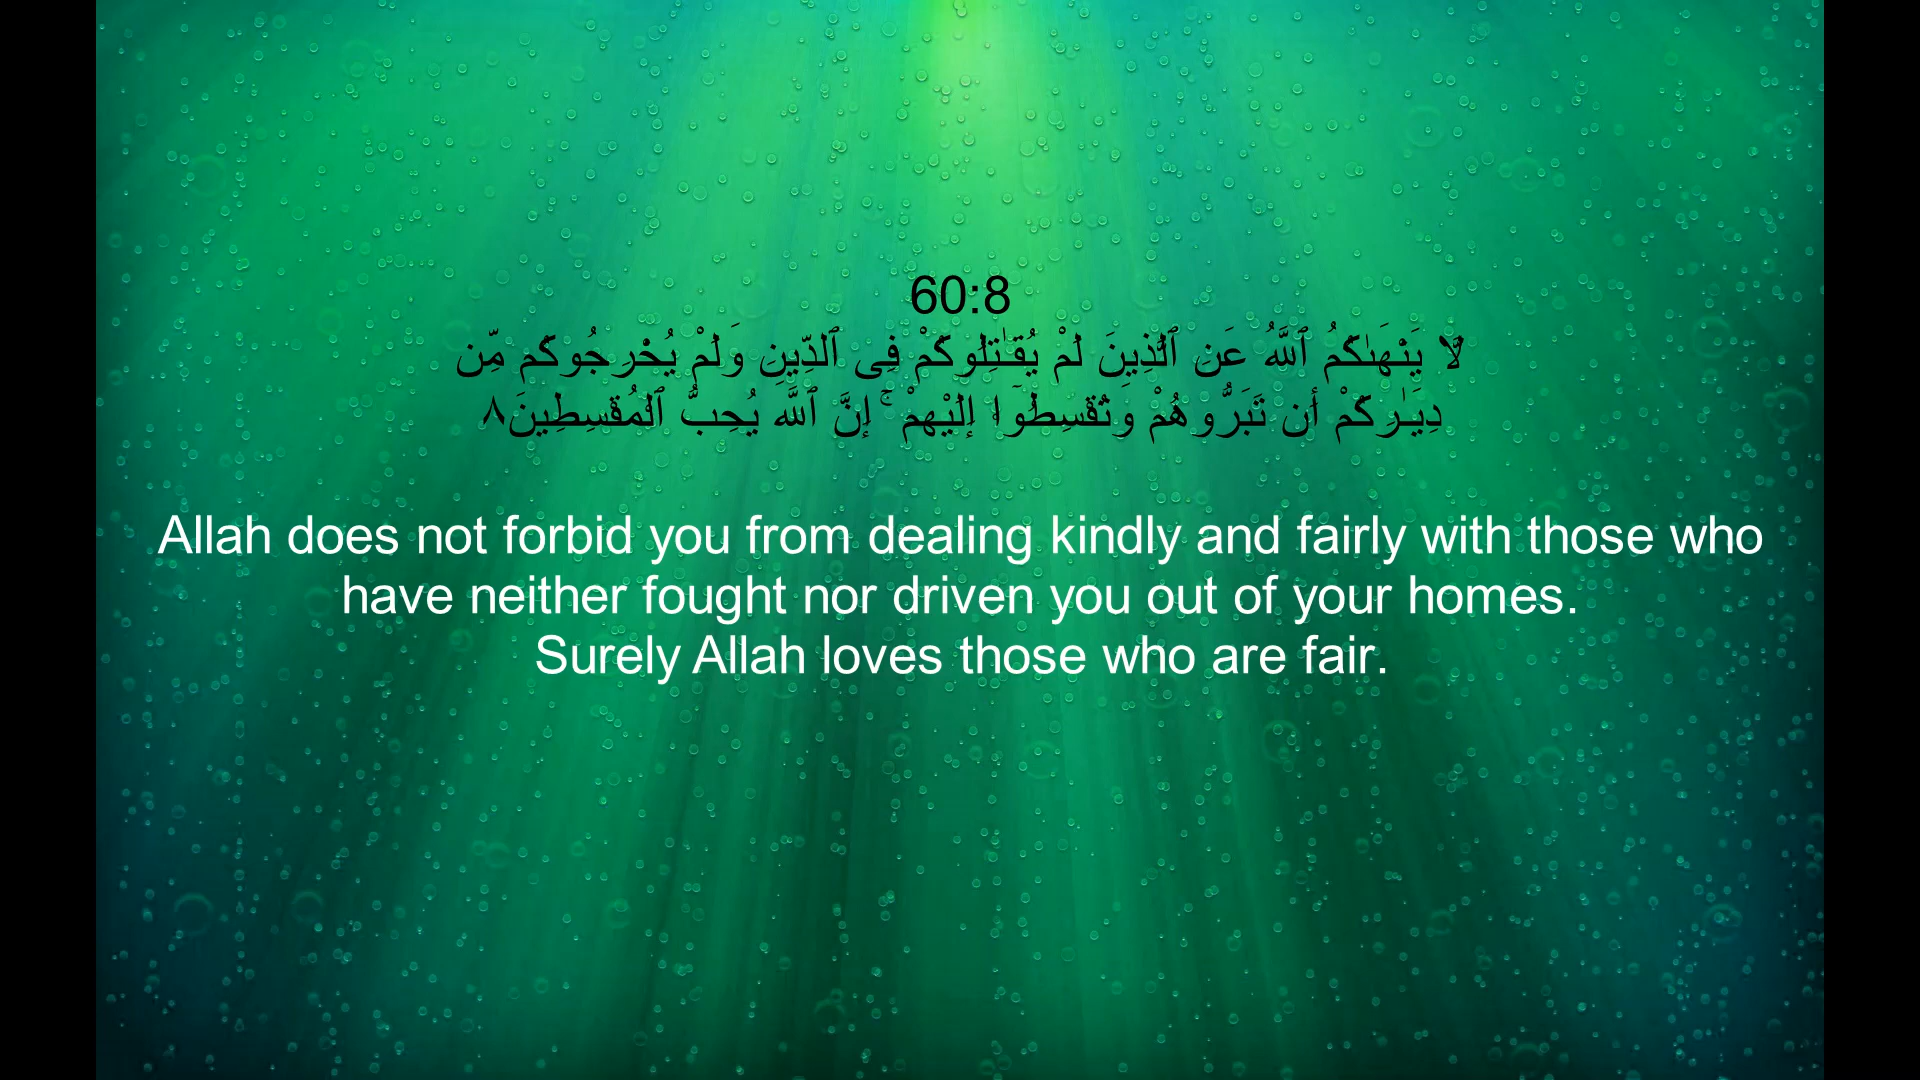 60:8
لَّا يَنْهَىٰكُمُ ٱللَّهُ عَنِ ٱلَّذِينَ لَمْ يُقَـٰتِلُوكُمْ فِى ٱلدِّينِ وَلَمْ يُخْرِجُوكُم مِّن
دِيَـٰرِكُمْ أَن تَبَرُّوهُمْ وَتُقْسِطُوٓا۟ إِلَيْهِمْ ۚ إِنَّ ٱللَّهَ يُحِبُّ ٱلْمُقْسِطِينَ ٨
Allah does not forbid you from dealing kindly and fairly with those who
have neither fought nor driven you out of your homes.
Surely Allah loves those who are fair.